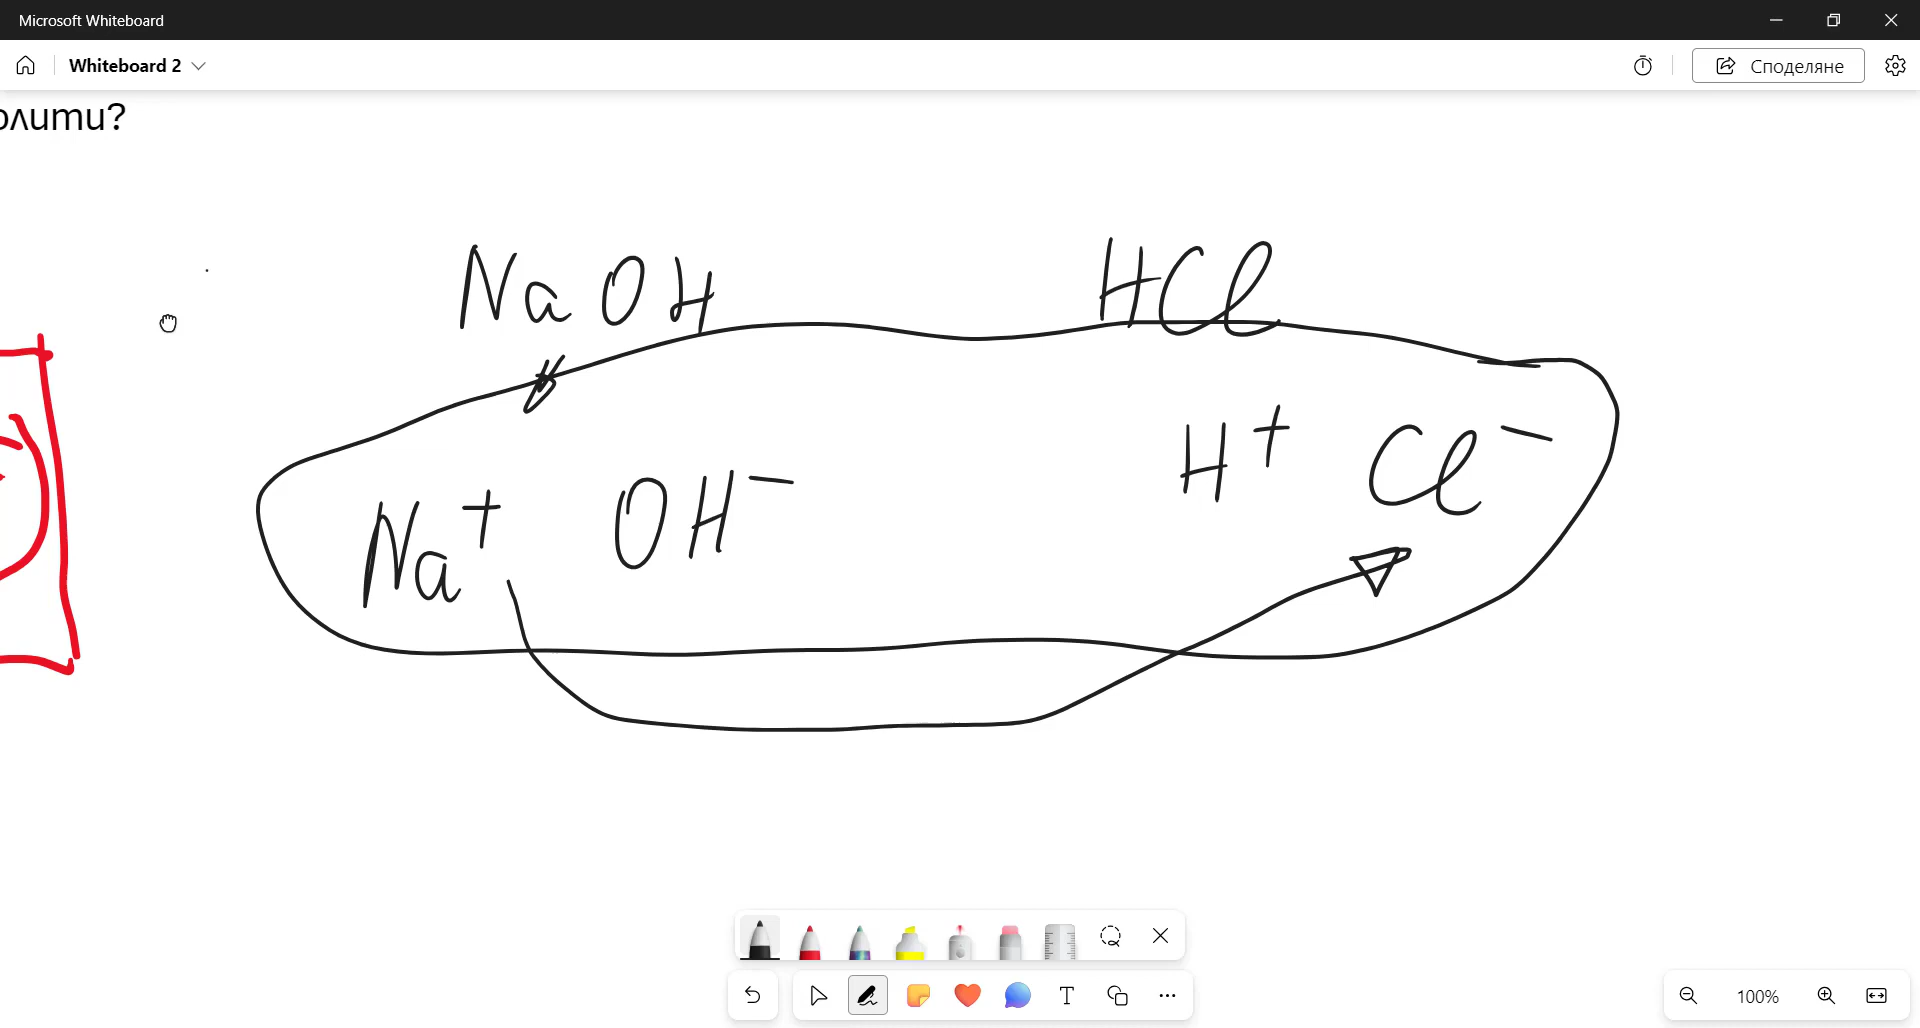 Microsoft Whiteboard
Whiteboard 2
Споделяне
олити?
NaOH HCl
Na+ OH− H+ Cl−
T
100%